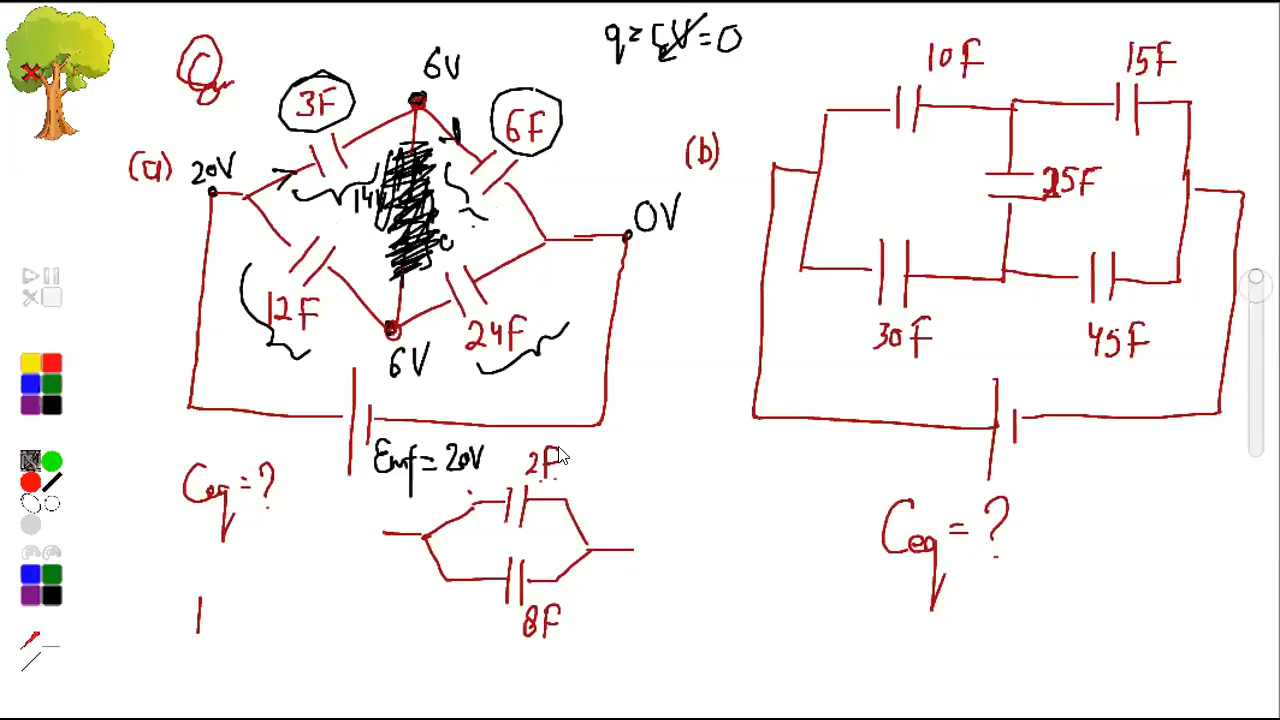 Q
q = CV = 0
(a)
20V
3F
6V
6F
14V
0V
12F
24F
6V
Emf = 20V
Ceq = ?
2F
8F
(b)
10F
15F
25F
30F
45F
Ceq = ?